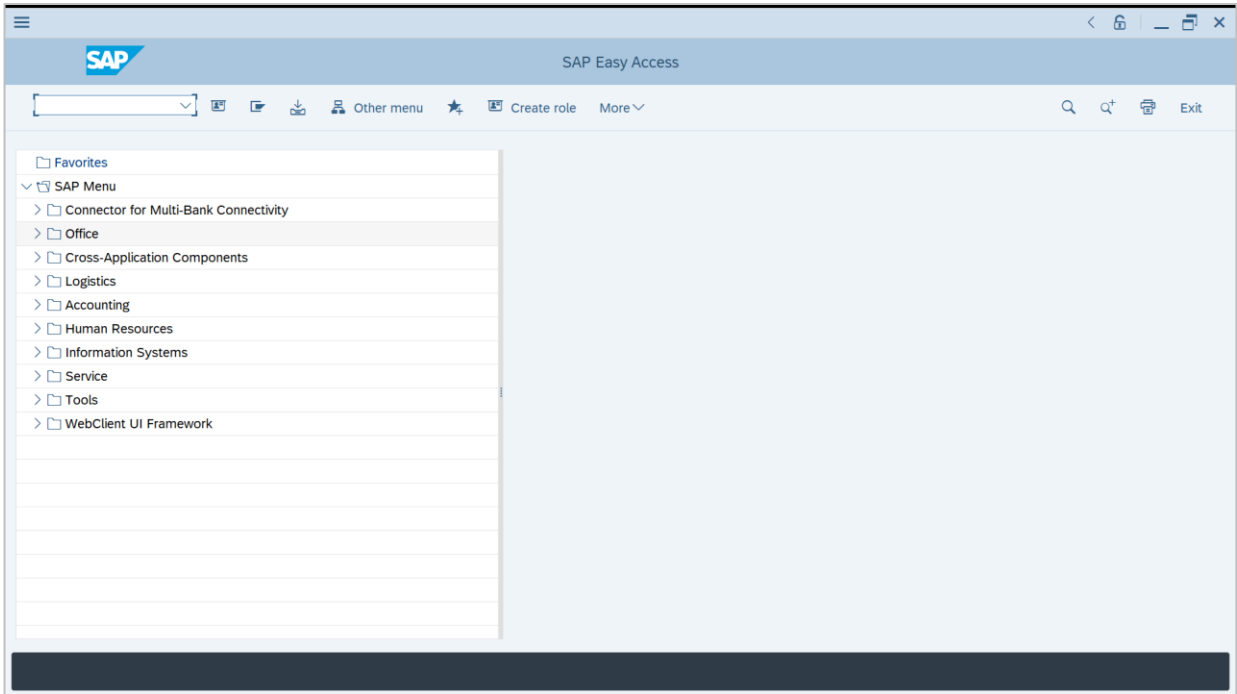 SAP
SAP Easy Access
Other menu Create role More Exit
Favorites
SAP Menu
Connector for Multi-Bank Connectivity
Office
Cross-Application Components
Logistics
Accounting
Human Resources
Information Systems
Service
Tools
WebClient UI Framework